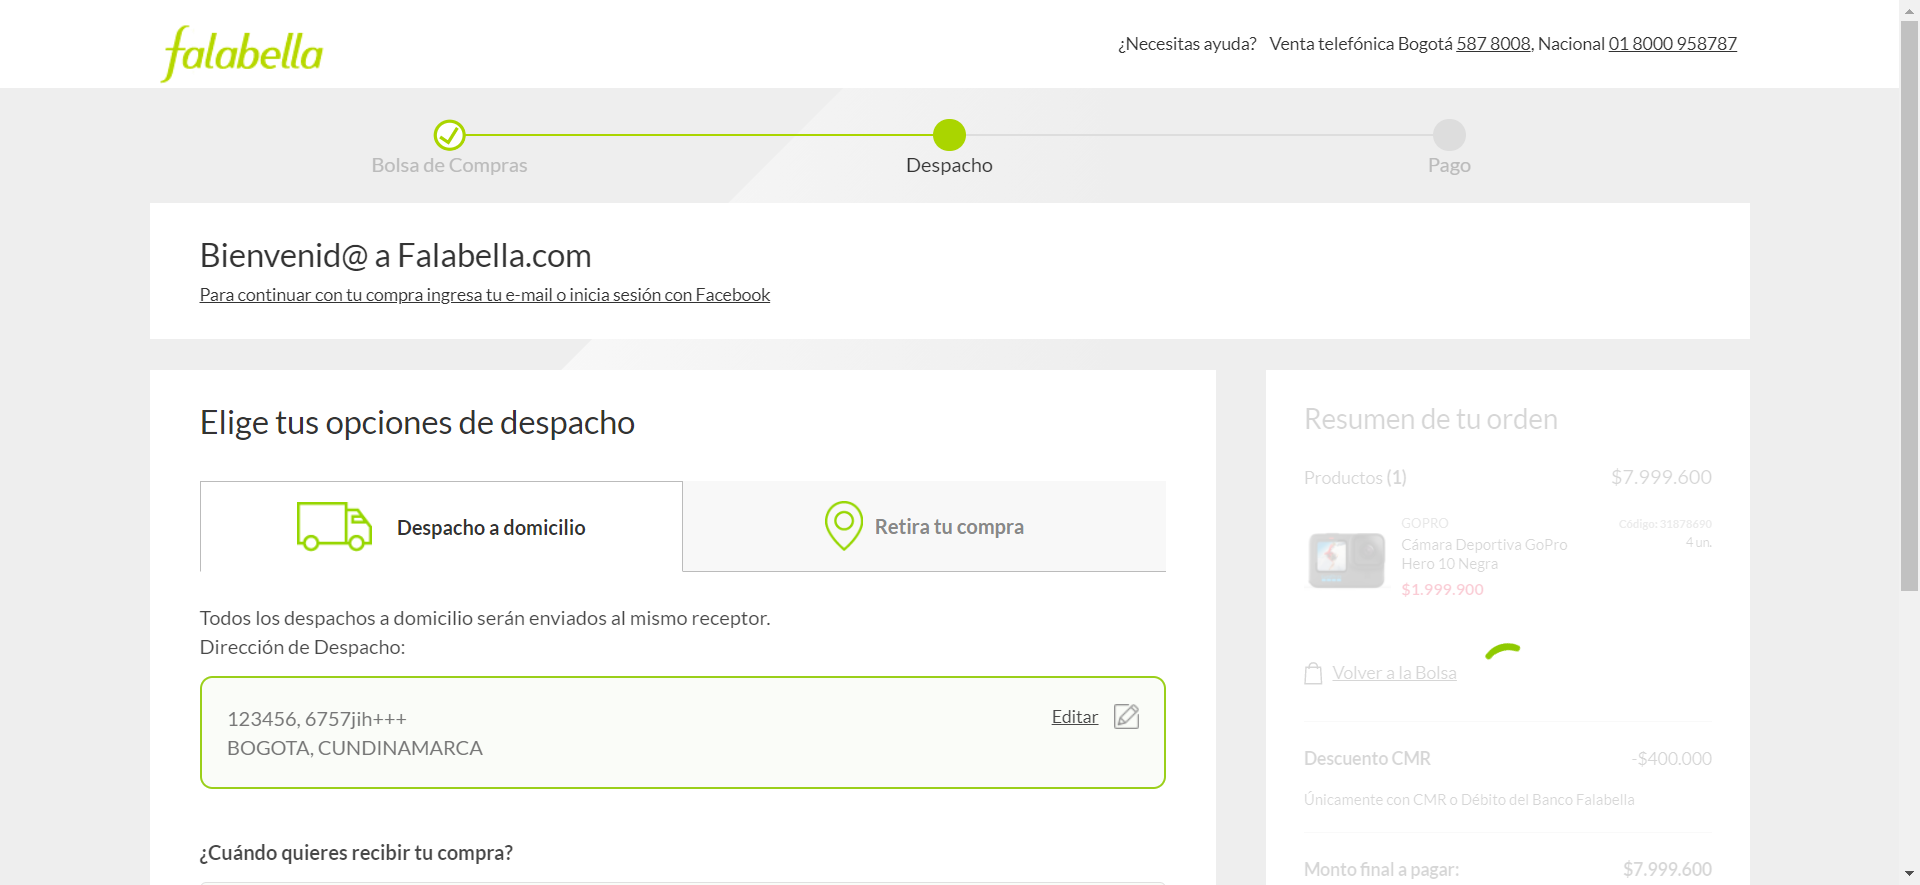 falabella
¿Necesitas ayuda? Venta telefónica Bogotá 587 8008, Nacional 01 8000 958787
Bolsa de Compras
Despacho
Pago
Bienvenid@ a Falabella.com
Para continuar con tu compra ingresa tu e-mail o inicia sesión con Facebook
Elige tus opciones de despacho
Despacho a domicilio
Retira tu compra
Todos los despachos a domicilio serán enviados al mismo receptor.
Dirección de Despacho:
123456, 6757jih+++
BOGOTA, CUNDINAMARCA
Editar
¿Cuándo quieres recibir tu compra?
Resumen de tu orden
Productos (1) $7.999.600
GOPRO Código: 31878690
Cámara Deportiva GoPro 4 un.
Hero 10 Negra
$1.999.900
Volver a la Bolsa
Descuento CMR -$400.000
Únicamente con CMR o Débito del Banco Falabella
Monto final a pagar: $7.999.600